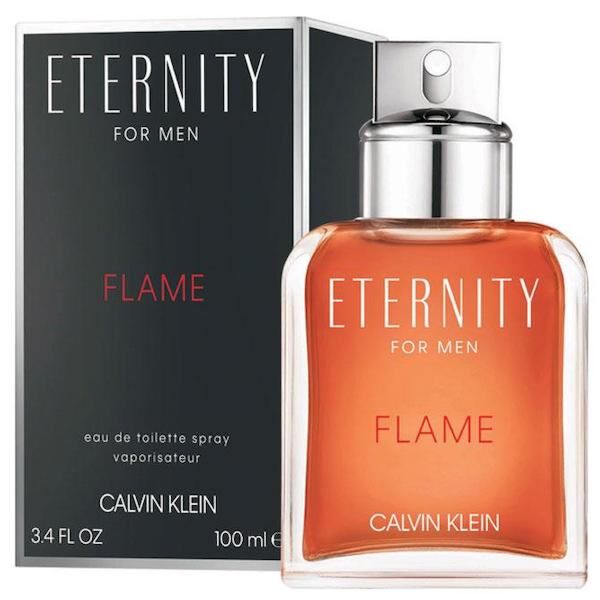 ETERNITY
FOR MEN
FLAME
eau de toilette spray
vaporisateur
CALVIN KLEIN
3.4 FL OZ 100 ml e
ETERNITY
FOR MEN
FLAME
CALVIN KLEIN